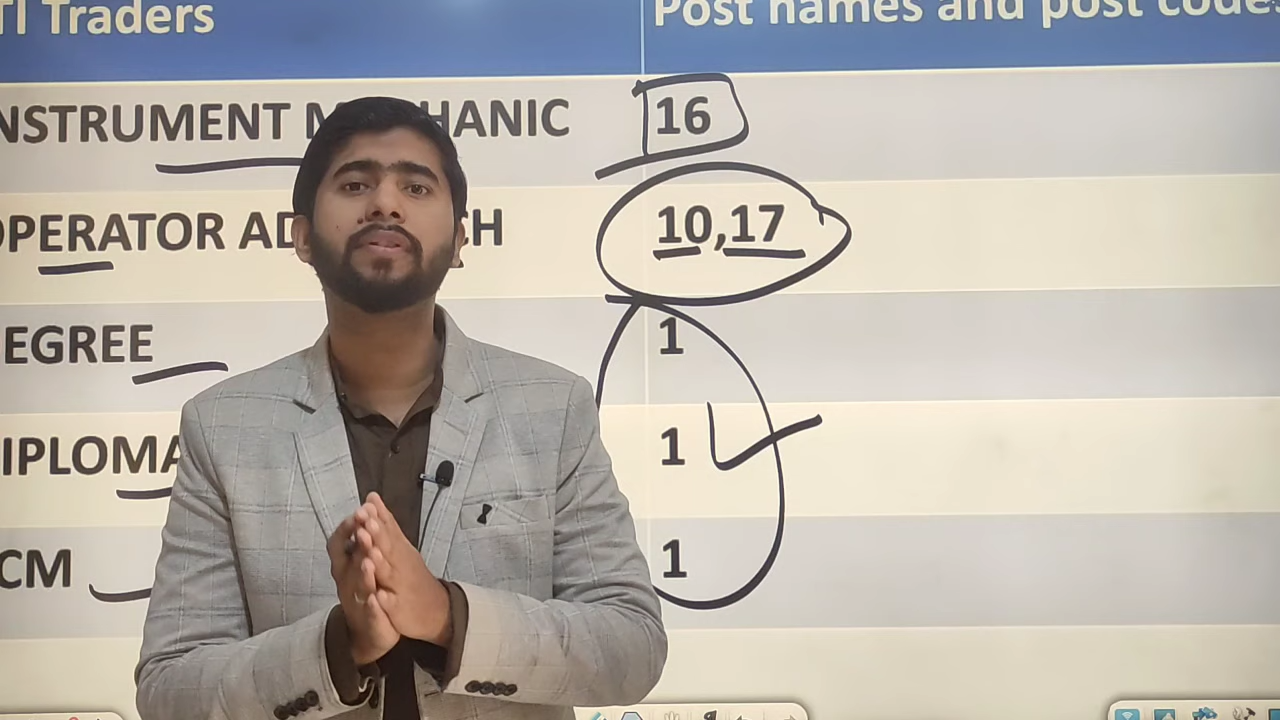 TI Traders Post names and post code
NSTRUMENT M HANIC 16
OPERATOR AD CH 10,17
EGREE 1
IPLOMA 1
CM 1